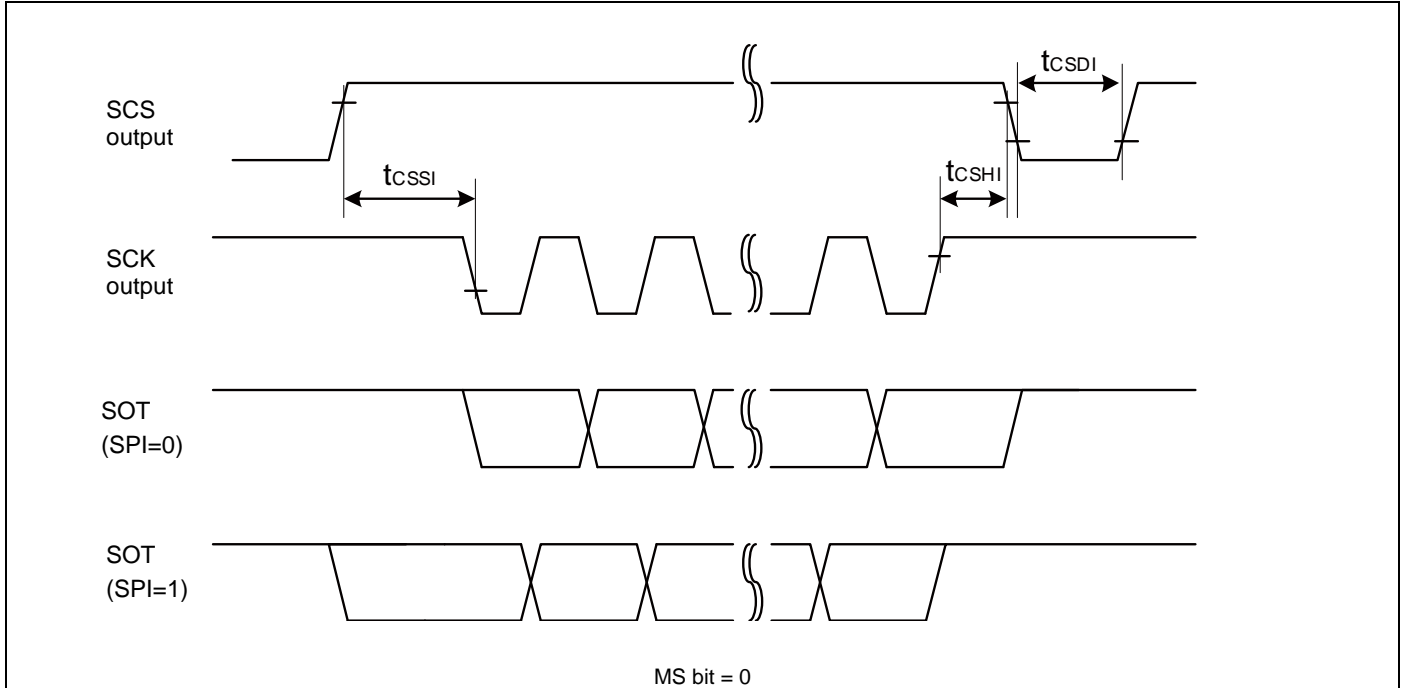 tCSDI
SCS
output
tCSSI
tCSHI
SCK
output
SOT
(SPI=0)
SOT
(SPI=1)
MS bit = 0